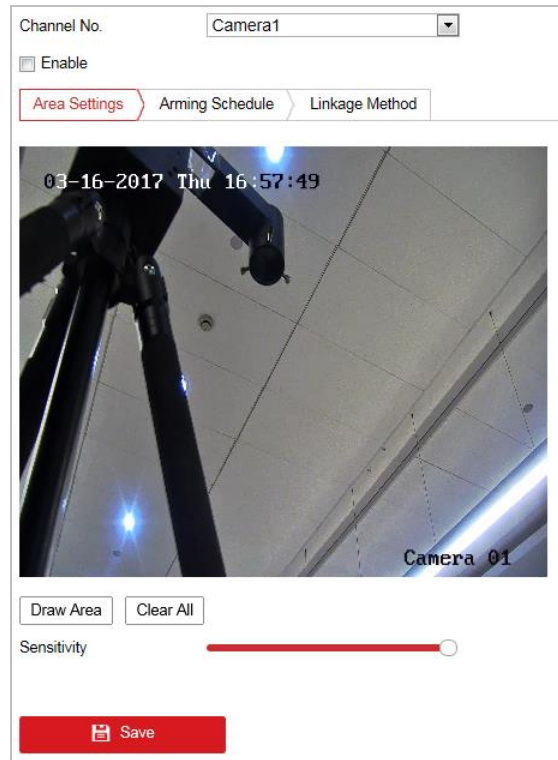 Channel No. Camera1
Enable
Area Settings Arming Schedule Linkage Method
03-16-2017 Thu 16:57:49
Camera 01
Draw Area Clear All
Sensitivity
Save